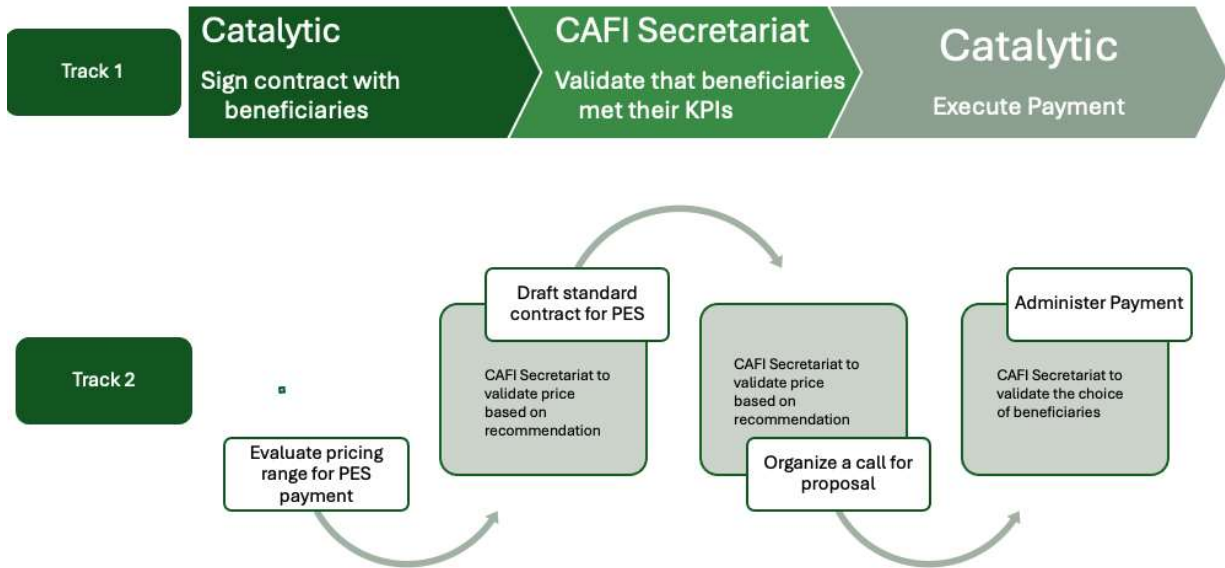 Track 1
Catalytic
Sign contract with
beneficiaries
CAFI Secretariat
Validate that beneficiaries
met their KPIs
Catalytic
Execute Payment
Track 2
Evaluate pricing
range for PES
payment
Draft standard
contract for PES
CAFI Secretariat to
validate price
based on
recommendation
CAFI Secretariat to
validate price
based on
recommendation
Organize a call for
proposal
Administer Payment
CAFI Secretariat to
validate the choice
of beneficiaries